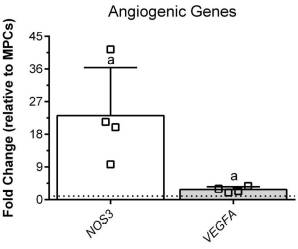 Angiogenic Genes
Fold Change (relative to MPCs)
45
36
27
18
9
0
a
a
NOS3
VEGFA